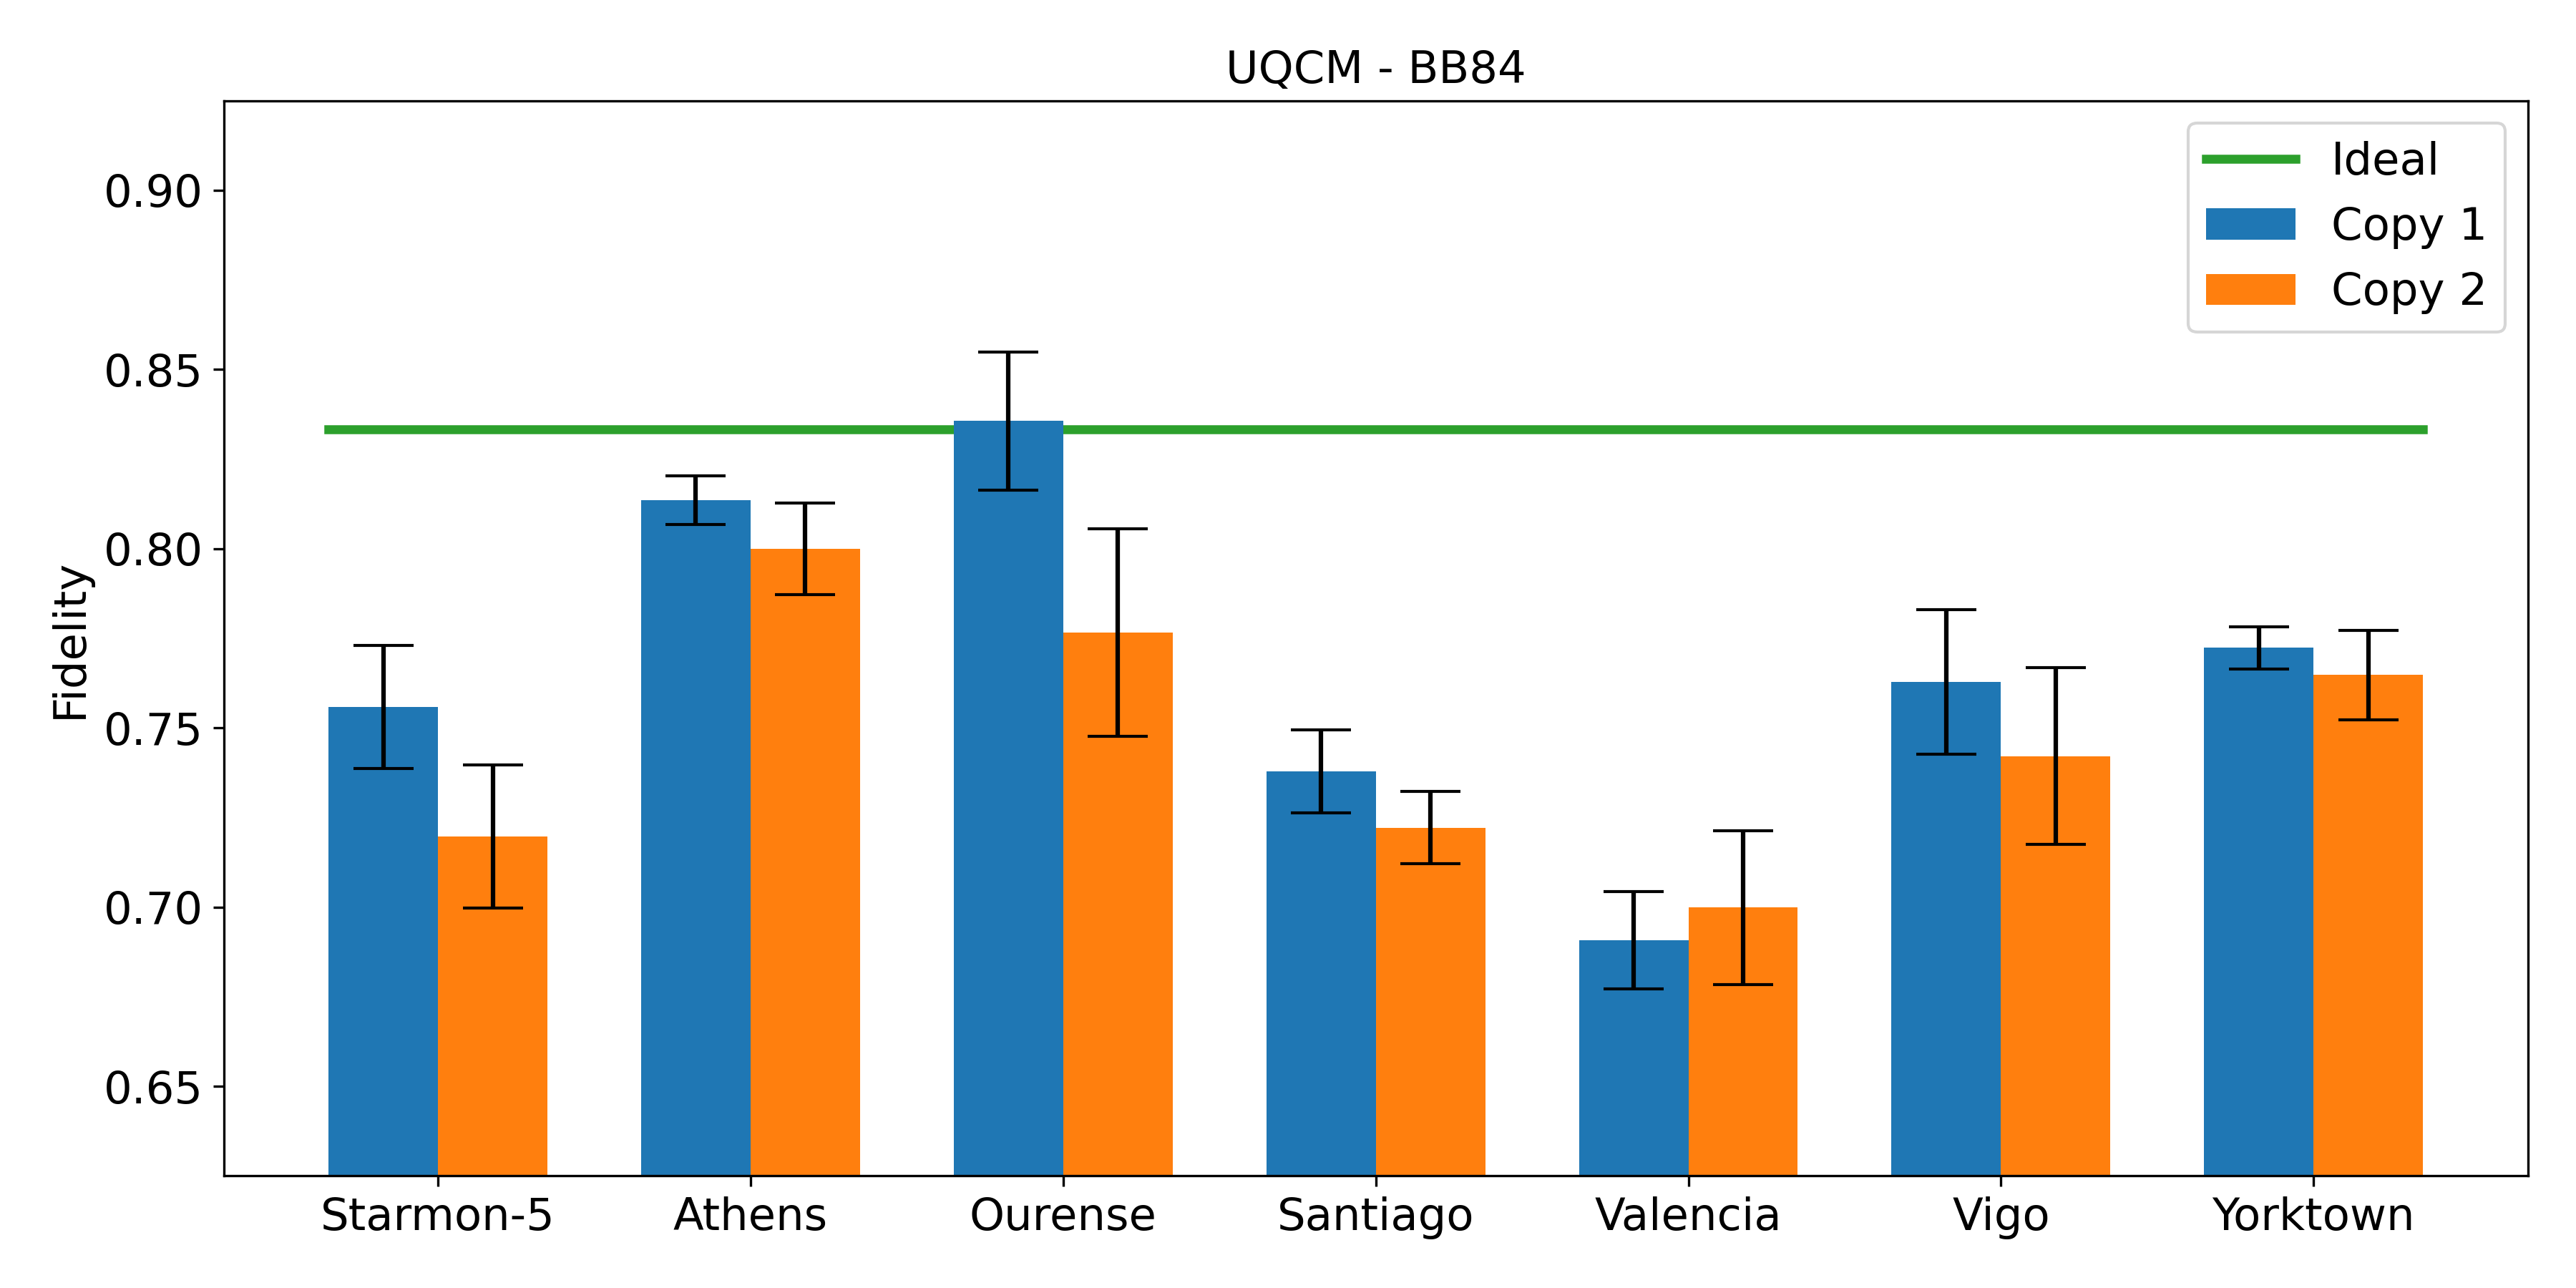 UQCM - BB84
Ideal
Copy 1
Copy 2
Fidelity
0.90
0.85
0.80
0.75
0.70
0.65
Starmon-5 Athens Ourense Santiago Valencia Vigo Yorktown